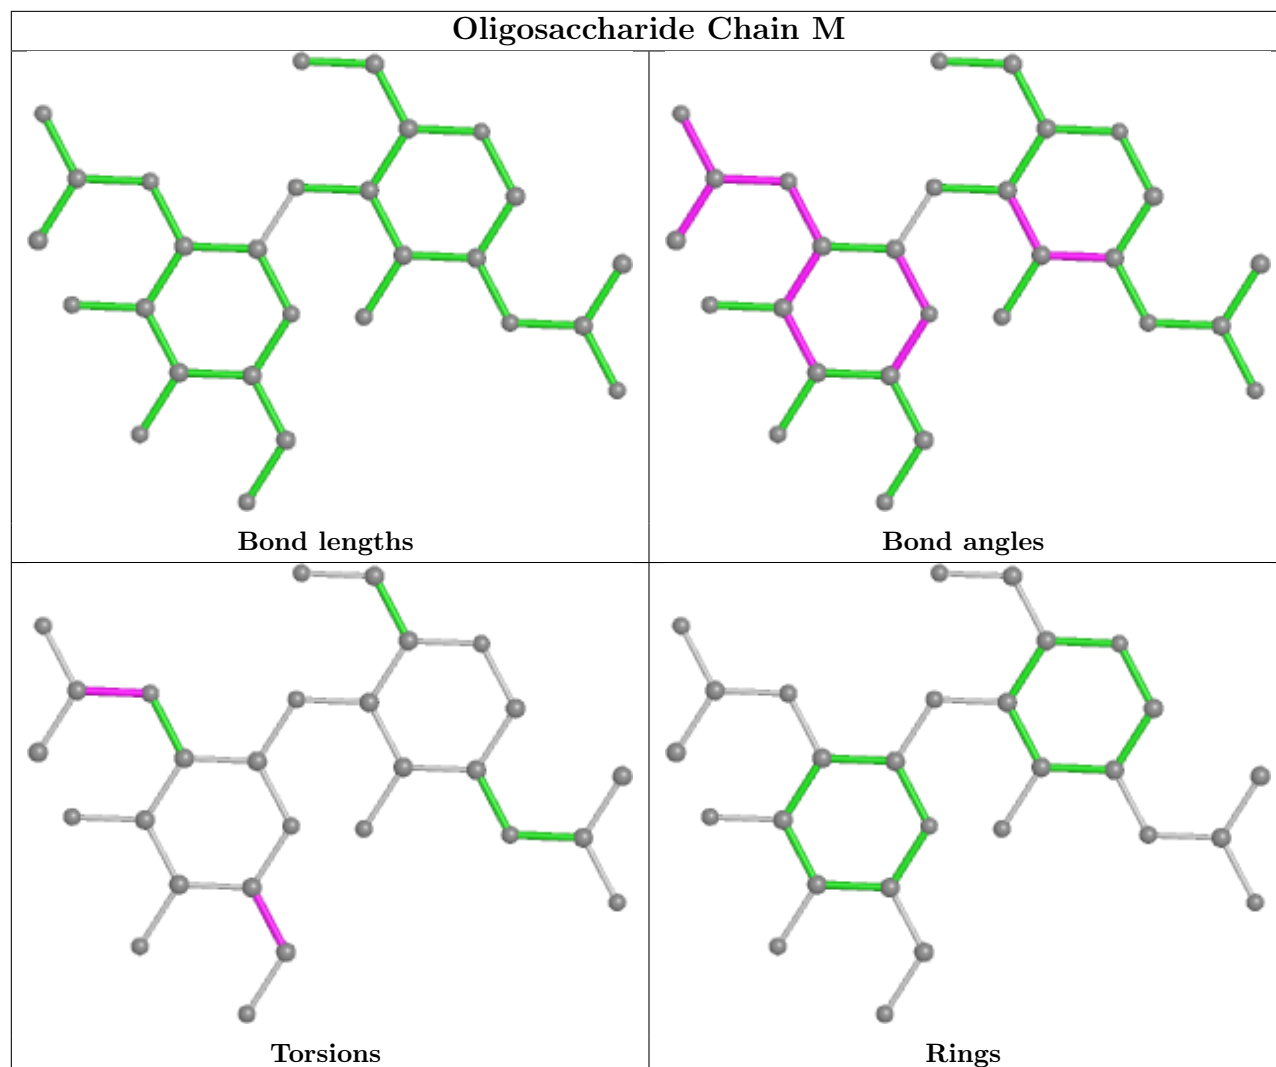 Oligosaccharide Chain M
Bond lengths
Bond angles
Torsions
Rings